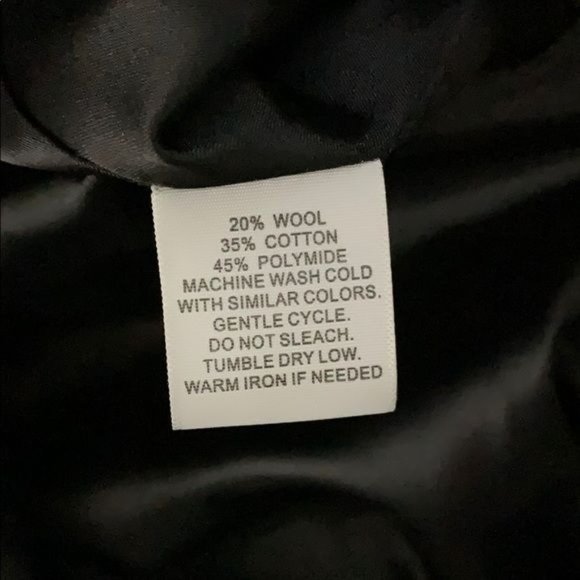 20% WOOL
35% COTTON
45% POLYMIDE
MACHINE WASH COLD
WITH SIMILAR COLORS.
GENTLE CYCLE.
DO NOT SLEACH.
TUMBLE DRY LOW.
WARM IRON IF NEEDED